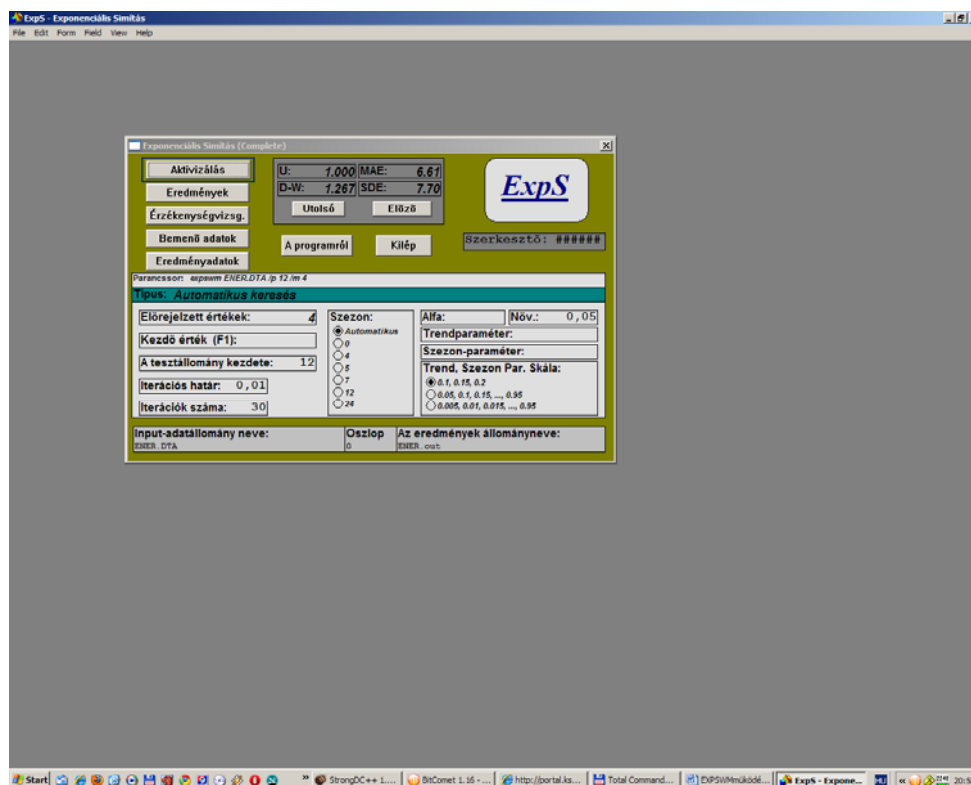 ExpS - Exponenciális Simítás
File Edit Form Field View Help
Exponenciális Simítás (Complete)
Aktivizálás
Eredmények
Érzékenységvizsg.
Bemenő adatok
Eredményadatok
U: 1.000 MAE: 6.61
D-W: 1.267 SDE: 7.70
Utolsó Előző
A programról Kilép
ExpS
Szerkesztő: ######
Parancssor: expswm ENER.DTA /p 12 /m 4
Tipus: Automatikus keresés
Előrejelzett értékek: 4
Kezdő érték (F1):
A tesztállomány kezdete: 12
Iterációs határ: 0,01
Iterációk száma: 30
Szezon:
Automatikus
0
4
5
7
12
24
Alfa: Növ.: 0,05
Trendparaméter:
Szezon-paraméter:
Trend, Szezon Par. Skála:
0.1, 0.15, 0.2
0.05, 0.1, 0.15, ..., 0.95
0.005, 0.01, 0.015, ..., 0.95
Input-adatállomány neve: Oszlop Az eredmények állományneve:
ENER.DTA 0 ENER.out
Start » StrongDC++ 1.... BitComet 1.16 - ... http://portal.ks... Total Command... EXPSWMműködé... ExpS - Expone... HU «